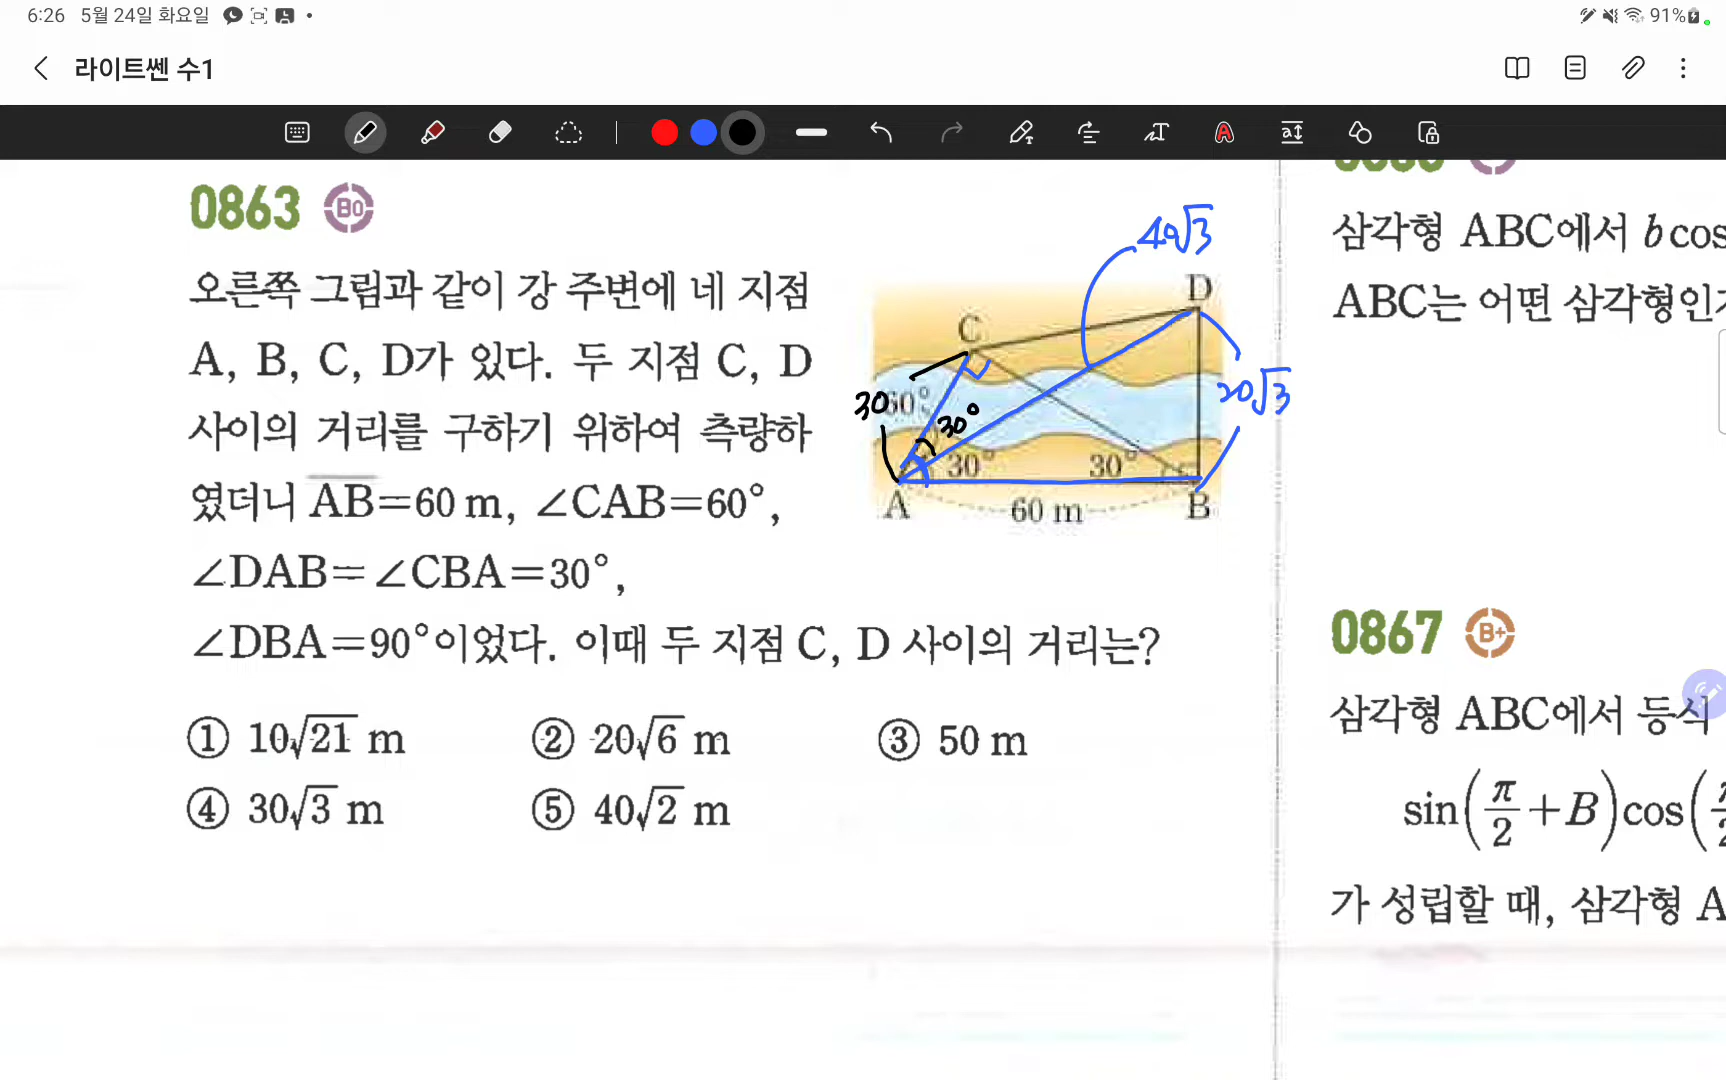 6:26 5월 24일 화요일
91%
라이트쎈 수1
0863 B0
오른쪽 그림과 같이 강 주변에 네 지점
A, B, C, D가 있다. 두 지점 C, D
사이의 거리를 구하기 위하여 측량하
였더니 AB=60 m, ∠CAB=60°,
∠DAB=∠CBA=30°,
∠DBA=90°이었다. 이때 두 지점 C, D 사이의 거리는?
① 10√21 m ② 20√6 m ③ 50 m
④ 30√3 m ⑤ 40√2 m
40√3
D
C
30 60°
30°
20√3
30° 30°
A 60 m B
삼각형 ABC에서 b cos
ABC는 어떤 삼각형인
0867 B+
삼각형 ABC에서 등식
sin(π/2+B)cos(
가 성립할 때, 삼각형 A